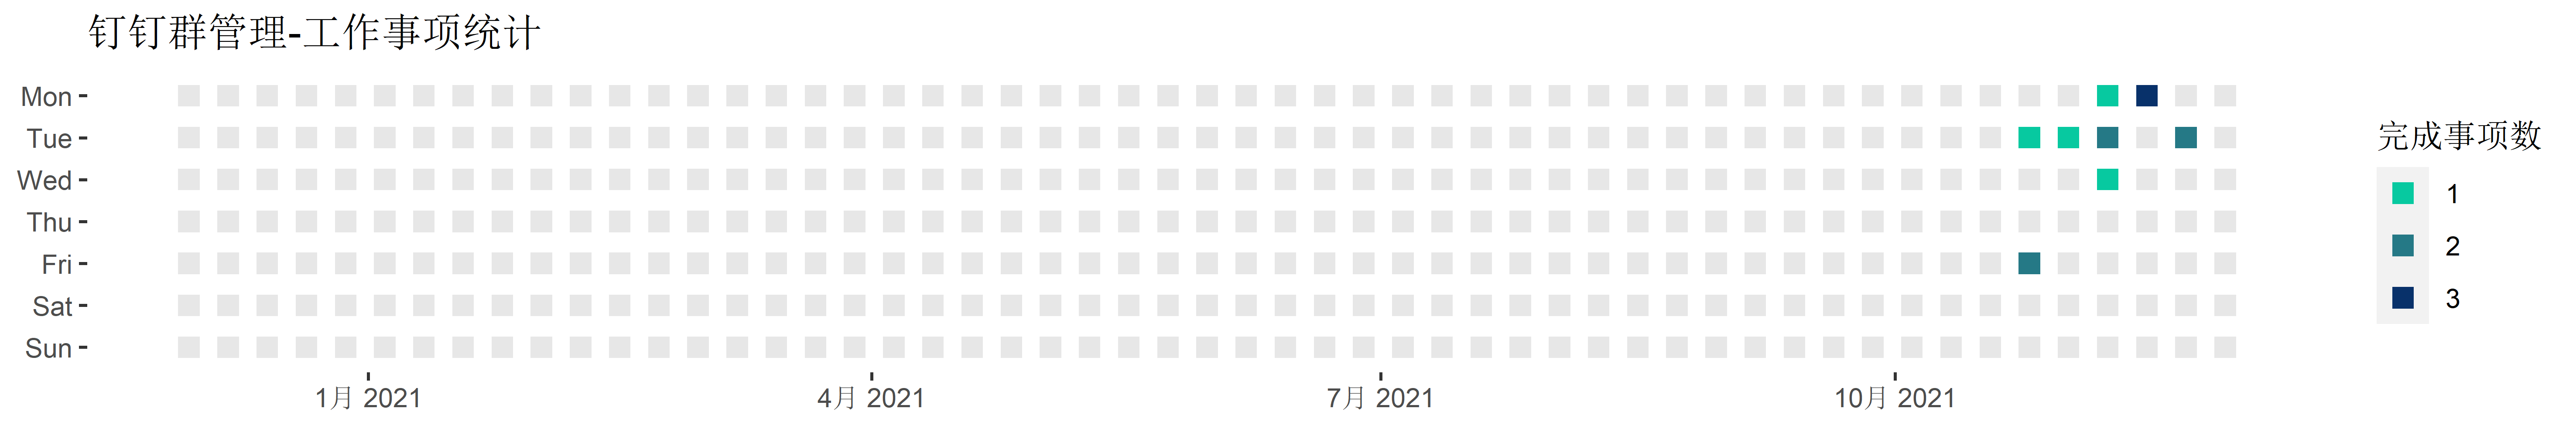 钉钉群管理-工作事项统计
Mon
Tue
Wed
Thu
Fri
Sat
Sun
1月 2021
4月 2021
7月 2021
10月 2021
完成事项数
1
2
3